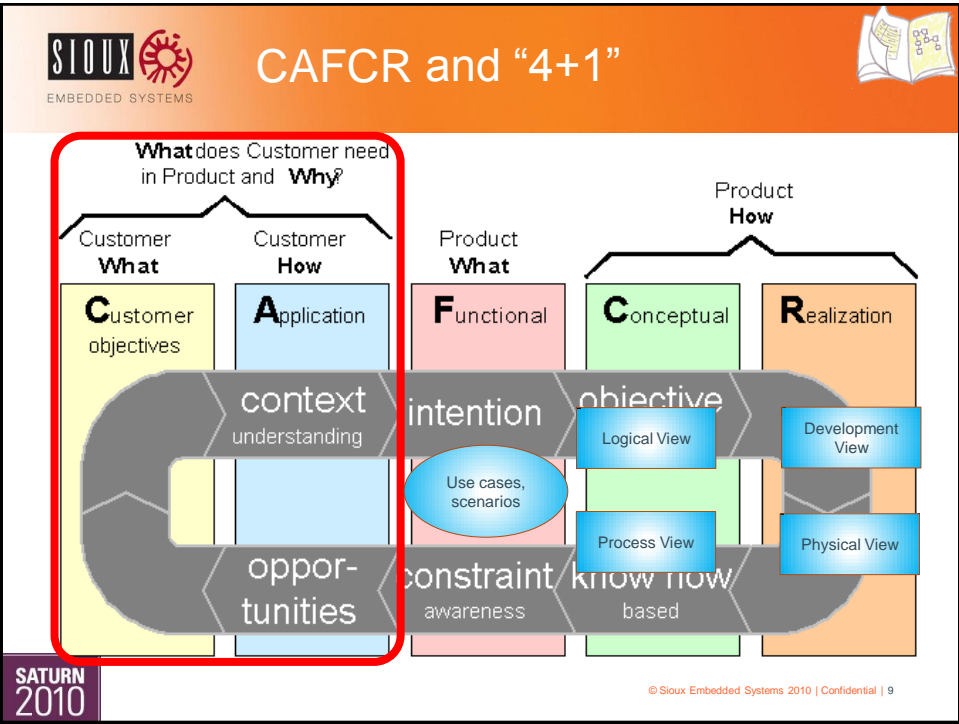 SIOUX
EMBEDDED SYSTEMS
CAFCR and “4+1”
What does Customer need
in Product and Why?
Product
How
Customer
What
Customer
How
Product
What
Customer
objectives
Application
Functional
Conceptual
Realization
context
understanding
intention
objective
Logical View
Development
View
Use cases,
scenarios
Process View
Physical View
oppor-
tunities
constraint
awareness
know how
based
SATURN
2010
© Sioux Embedded Systems 2010 | Confidential | 9